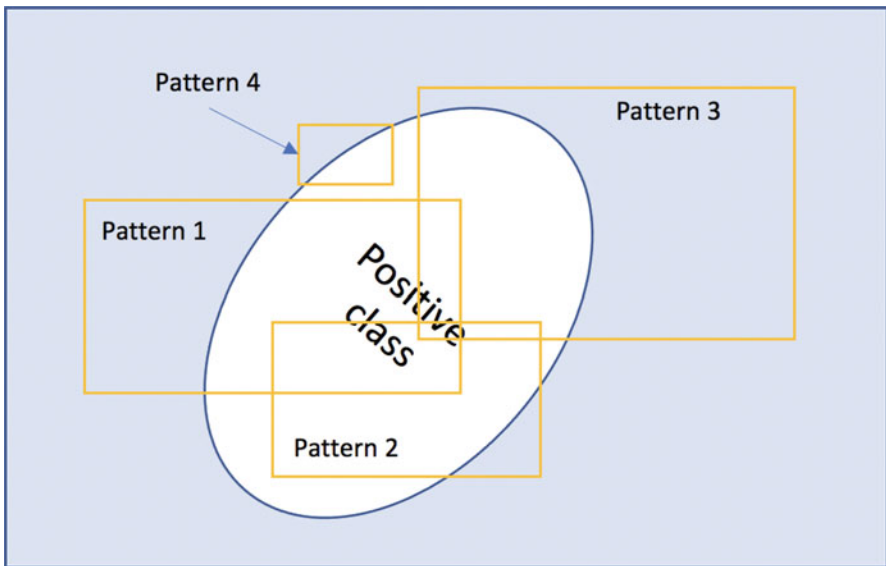 Pattern 4
Pattern 3
Pattern 1
Positive
class
Pattern 2